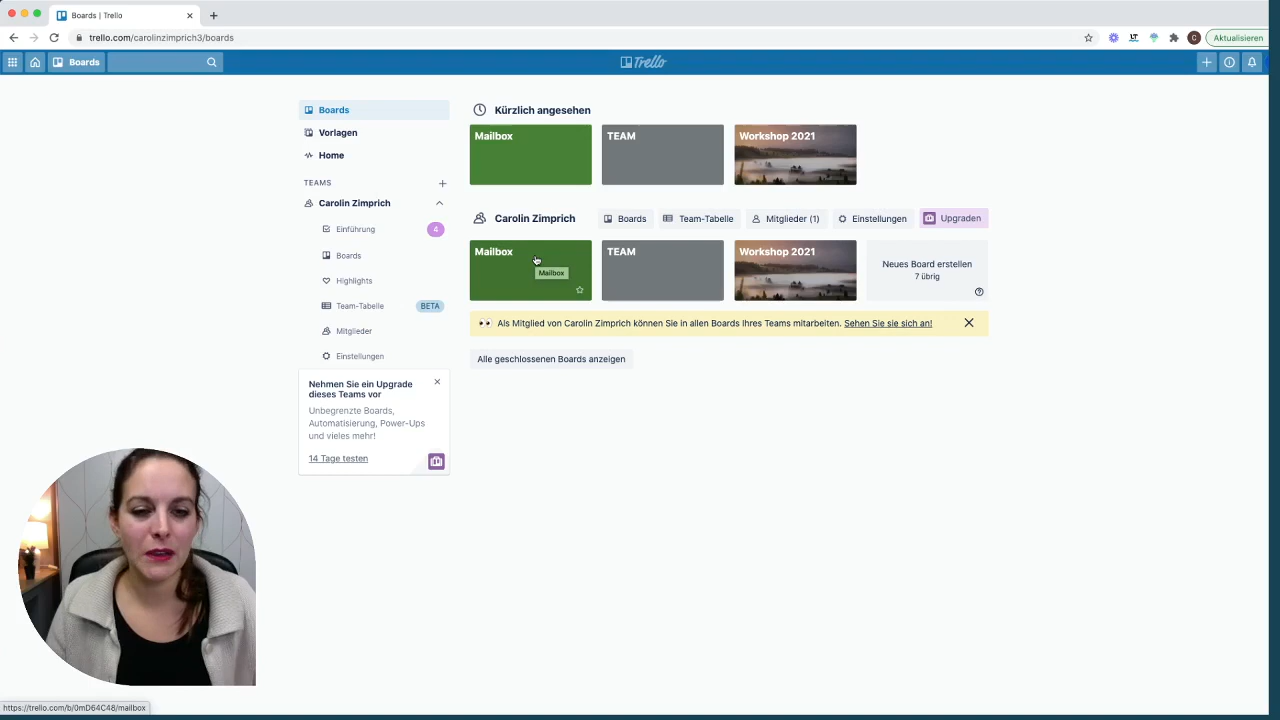 Boards | Trello
trello.com/carolinzimprich3/boards
LT
C
Aktualisieren
Boards
Trello
Boards
Vorlagen
Home
TEAMS
Carolin Zimprich
Einführung
4
Boards
Highlights
Team-Tabelle
BETA
Mitglieder
Einstellungen
Nehmen Sie ein Upgrade
dieses Teams vor
Unbegrenzte Boards,
Automatisierung, Power-Ups
und vieles mehr!
14 Tage testen
Kürzlich angesehen
Mailbox
TEAM
Workshop 2021
Carolin Zimprich
Boards
Team-Tabelle
Mitglieder (1)
Einstellungen
Upgraden
Mailbox
Mailbox
TEAM
Workshop 2021
Neues Board erstellen
7 übrig
Als Mitglied von Carolin Zimprich können Sie in allen Boards Ihres Teams mitarbeiten. Sehen Sie sie sich an!
Alle geschlossenen Boards anzeigen
https://trello.com/b/0mD64C48/mailbox